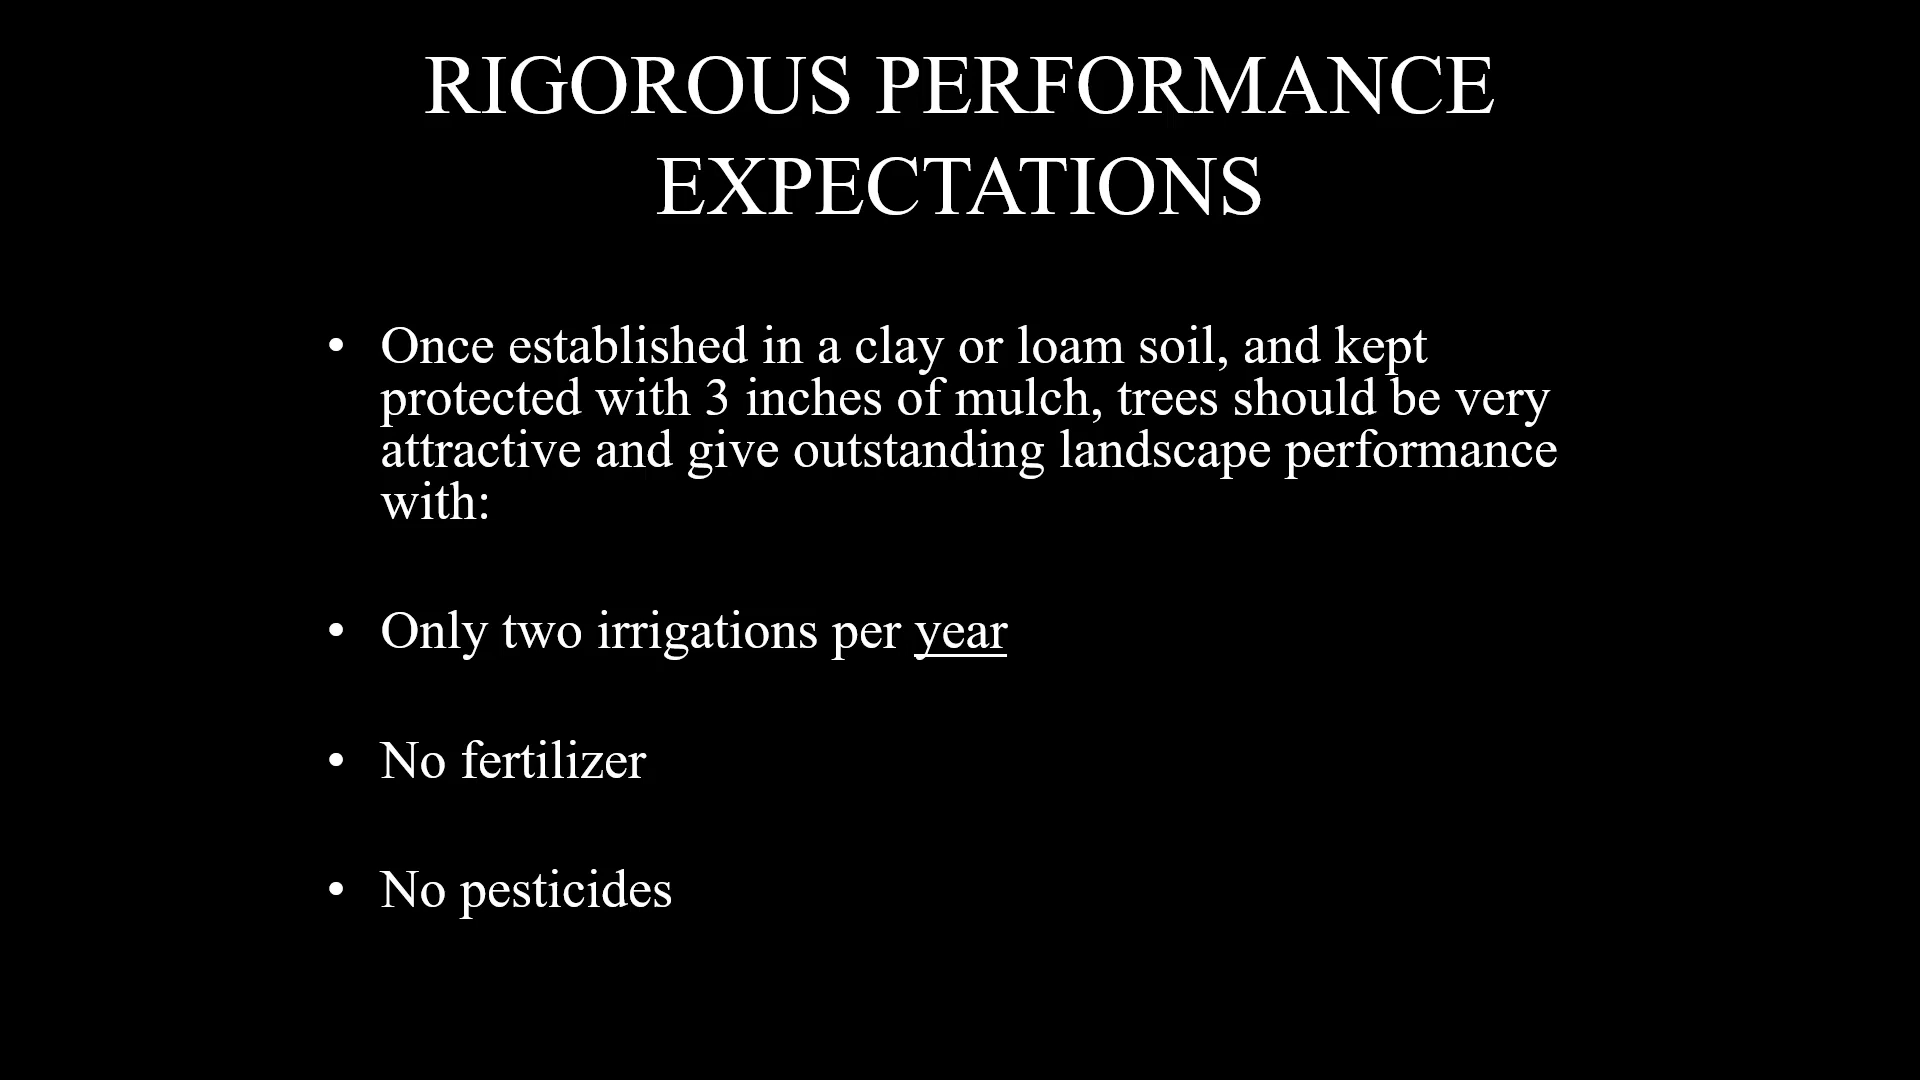 RIGOROUS PERFORMANCE
EXPECTATIONS
• Once established in a clay or loam soil, and kept
protected with 3 inches of mulch, trees should be very
attractive and give outstanding landscape performance
with:
• Only two irrigations per year
• No fertilizer
• No pesticides